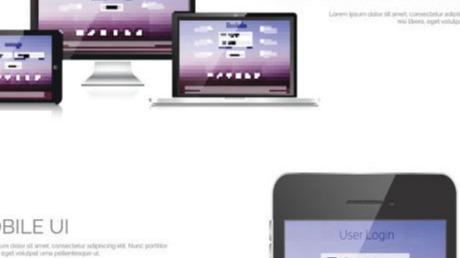 Lorem ipsum dolor sit amet, consectetur adipis
nisi libero, eget volutpat
OBILE UI
um dolor sit amet, consectetur adipiscing elit. Nunc porttitor
eget volutpat urna pellentesque ut.
User Login